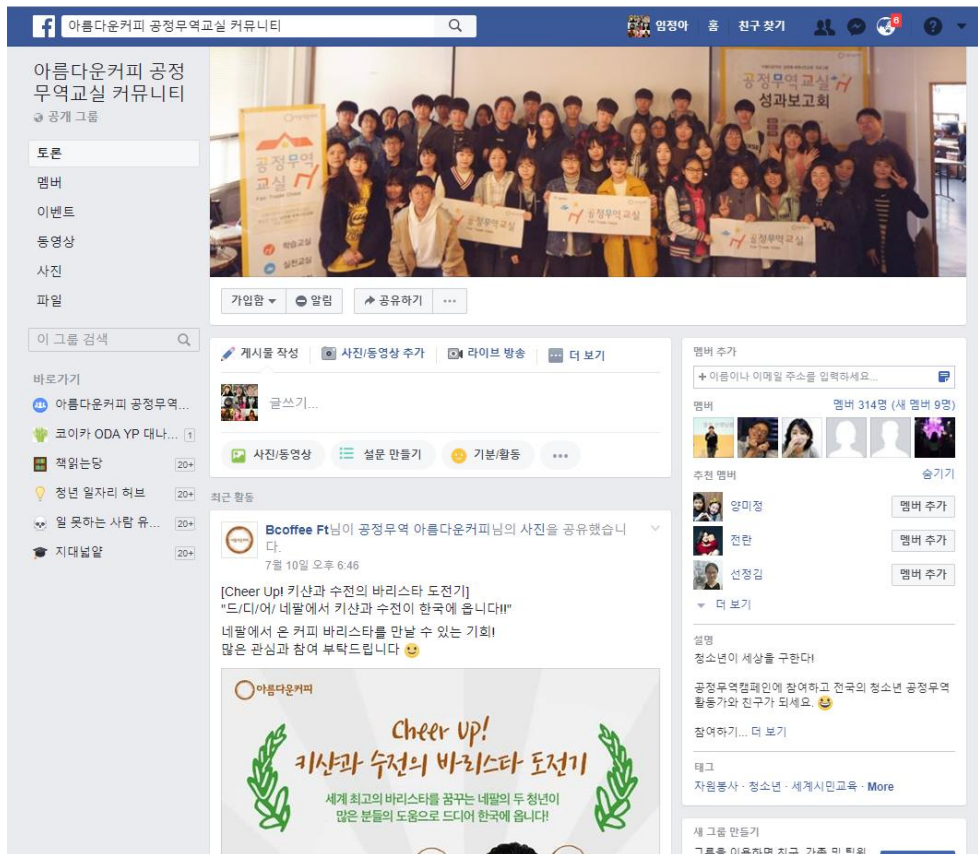 아름다운커피 공정무역교실 커뮤니티
임정아 홈 친구 찾기
6
아름다운커피 공정
무역교실 커뮤니티
공개 그룹
토론
멤버
이벤트
동영상
사진
파일
이 그룹 검색
바로가기
아름다운커피 공정무역...
코이카 ODA YP 대나... 1
책읽는당 20+
청년 일자리 허브 20+
일 못하는 사람 유... 20+
지대넓얕 20+
공정무역교실
성과보고회
공정무역
교실
학습교실
실천교실
공정무역교실
공정무역교실
가입함 알림 공유하기 ...
게시물 작성 사진/동영상 추가 라이브 방송 더 보기
글쓰기...
사진/동영상 설문 만들기 기분/활동 ...
최근 활동
Bcoffee Ft님이 공정무역 아름다운커피님의 사진을 공유했습니
다.
7월 10일 오후 6:46
[Cheer Up! 키샨과 수전의 바리스타 도전기]
"드/디/어/ 네팔에서 키샨과 수전이 한국에 옵니다!!"
네팔에서 온 커피 바리스타를 만날 수 있는 기회!
많은 관심과 참여 부탁드립니다
아름다운커피
Cheer Up!
키샨과 수전의 바리스타 도전기
세계 최고의 바리스타를 꿈꾸는 네팔의 두 청년이
많은 분들의 도움으로 드디어 한국에 옵니다!
멤버 추가
+ 이름이나 이메일 주소를 입력하세요...
멤버 멤버 314명 (새 멤버 9명)
추천 멤버 숨기기
양미정 멤버 추가
전란 멤버 추가
선정김 멤버 추가
더 보기
설명
청소년이 세상을 구한다!
공정무역캠페인에 참여하고 전국의 청소년 공정무역
활동가와 친구가 되세요.
참여하기... 더 보기
태그
자원봉사 · 청소년 · 세계시민교육 · More
새 그룹 만들기
그룹을 이용하면 친구, 가족 및 팀원